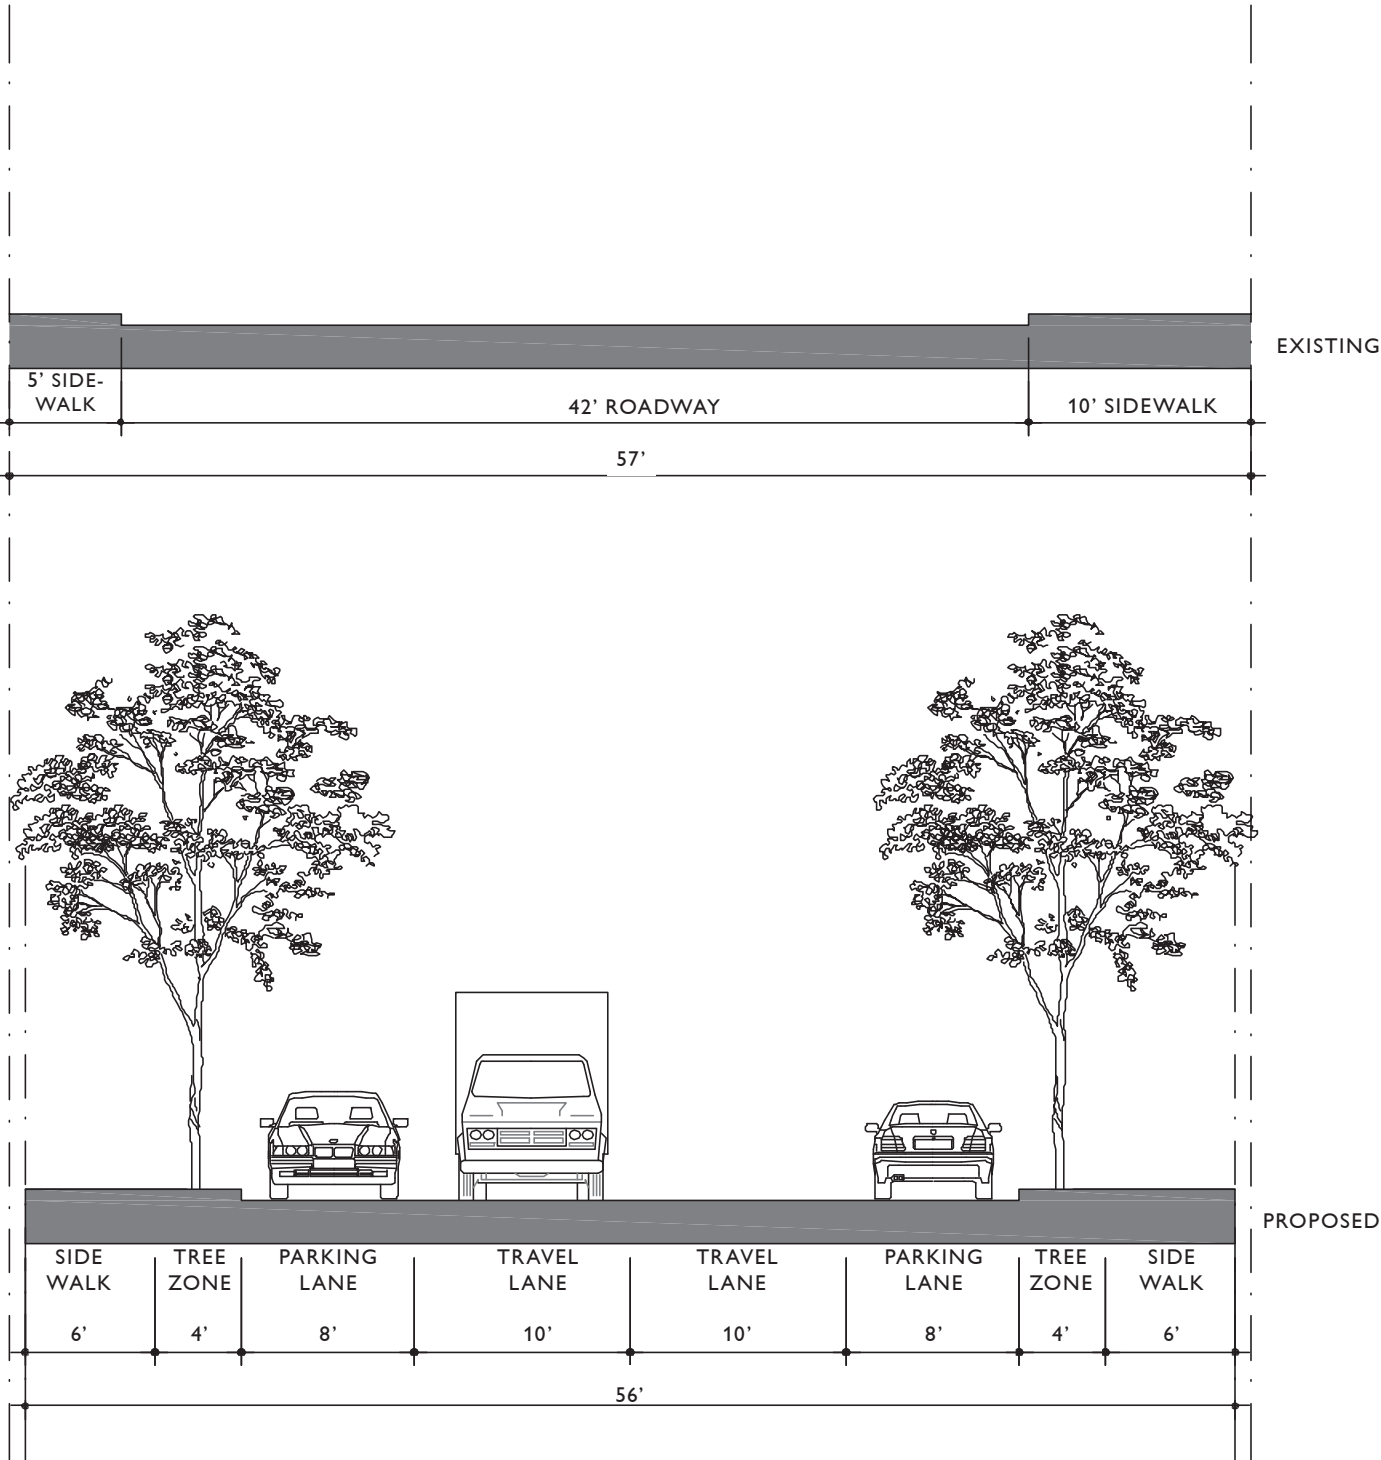 EXISTING
5’ SIDE-
WALK
42’ ROADWAY
10’ SIDEWALK
57’
PROPOSED
SIDE
WALK
6’
TREE
ZONE
4’
PARKING
LANE
8’
TRAVEL
LANE
10’
TRAVEL
LANE
10’
PARKING
LANE
8’
TREE
ZONE
4’
SIDE
WALK
6’
56’